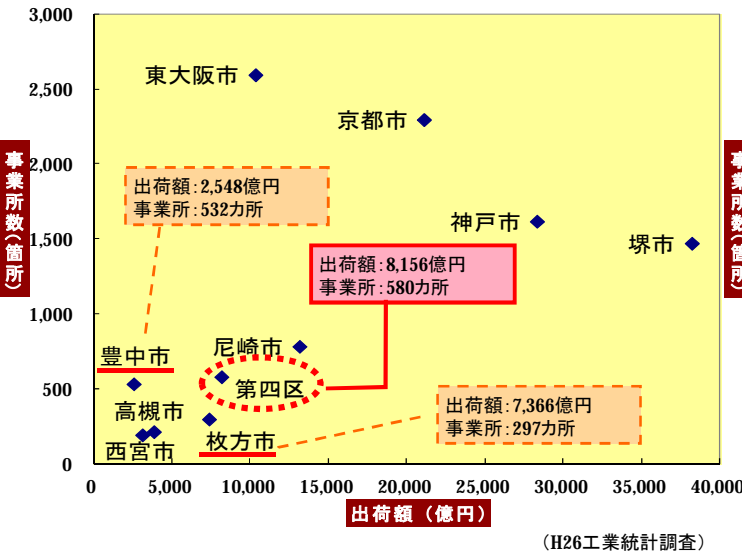 3,000
2,500
2,000
1,500
1,000
500
0
事業所数(箇所)
事業所数(箇所)
東大阪市
京都市
神戸市
堺市
出荷額:2,548億円
事業所:532カ所
出荷額:8,156億円
事業所:580カ所
豊中市
尼崎市
第四区
高槻市
西宮市
枚方市
出荷額:7,366億円
事業所:297カ所
0
5,000
10,000
15,000
20,000
25,000
30,000
35,000
40,000
出荷額(億円)
(H26工業統計調査)